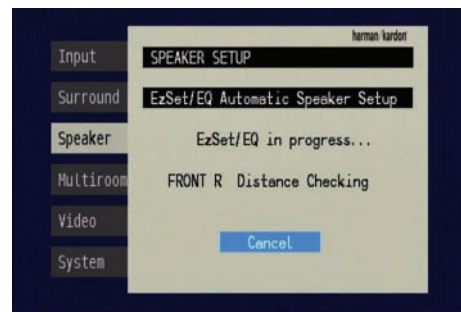 harman/kardon
Input
SPEAKER SETUP
Surround
EzSet/EQ Automatic Speaker Setup
Speaker
EzSet/EQ in progress...
Multiroom
FRONT R Distance Checking
Video
Cancel
System